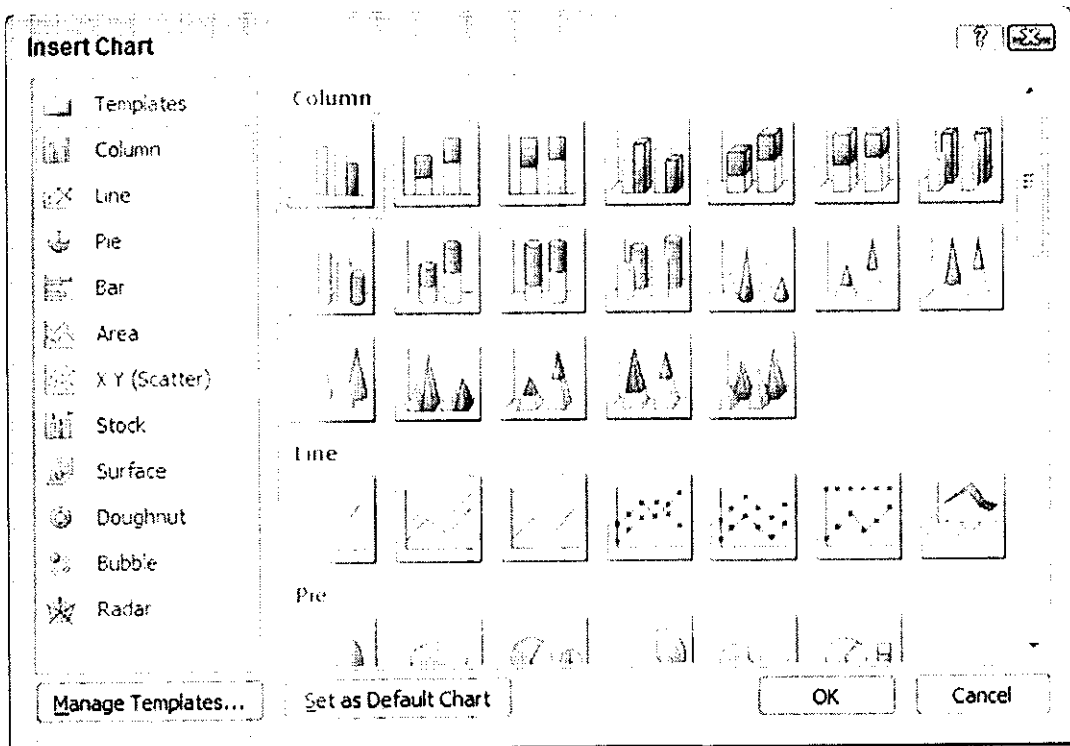 Insert Chart
?
Templates
Column
Line
Pie
Bar
Area
X Y (Scatter)
Stock
Surface
Doughnut
Bubble
Radar
Column
Line
Pie
Manage Templates...
Set as Default Chart
OK
Cancel